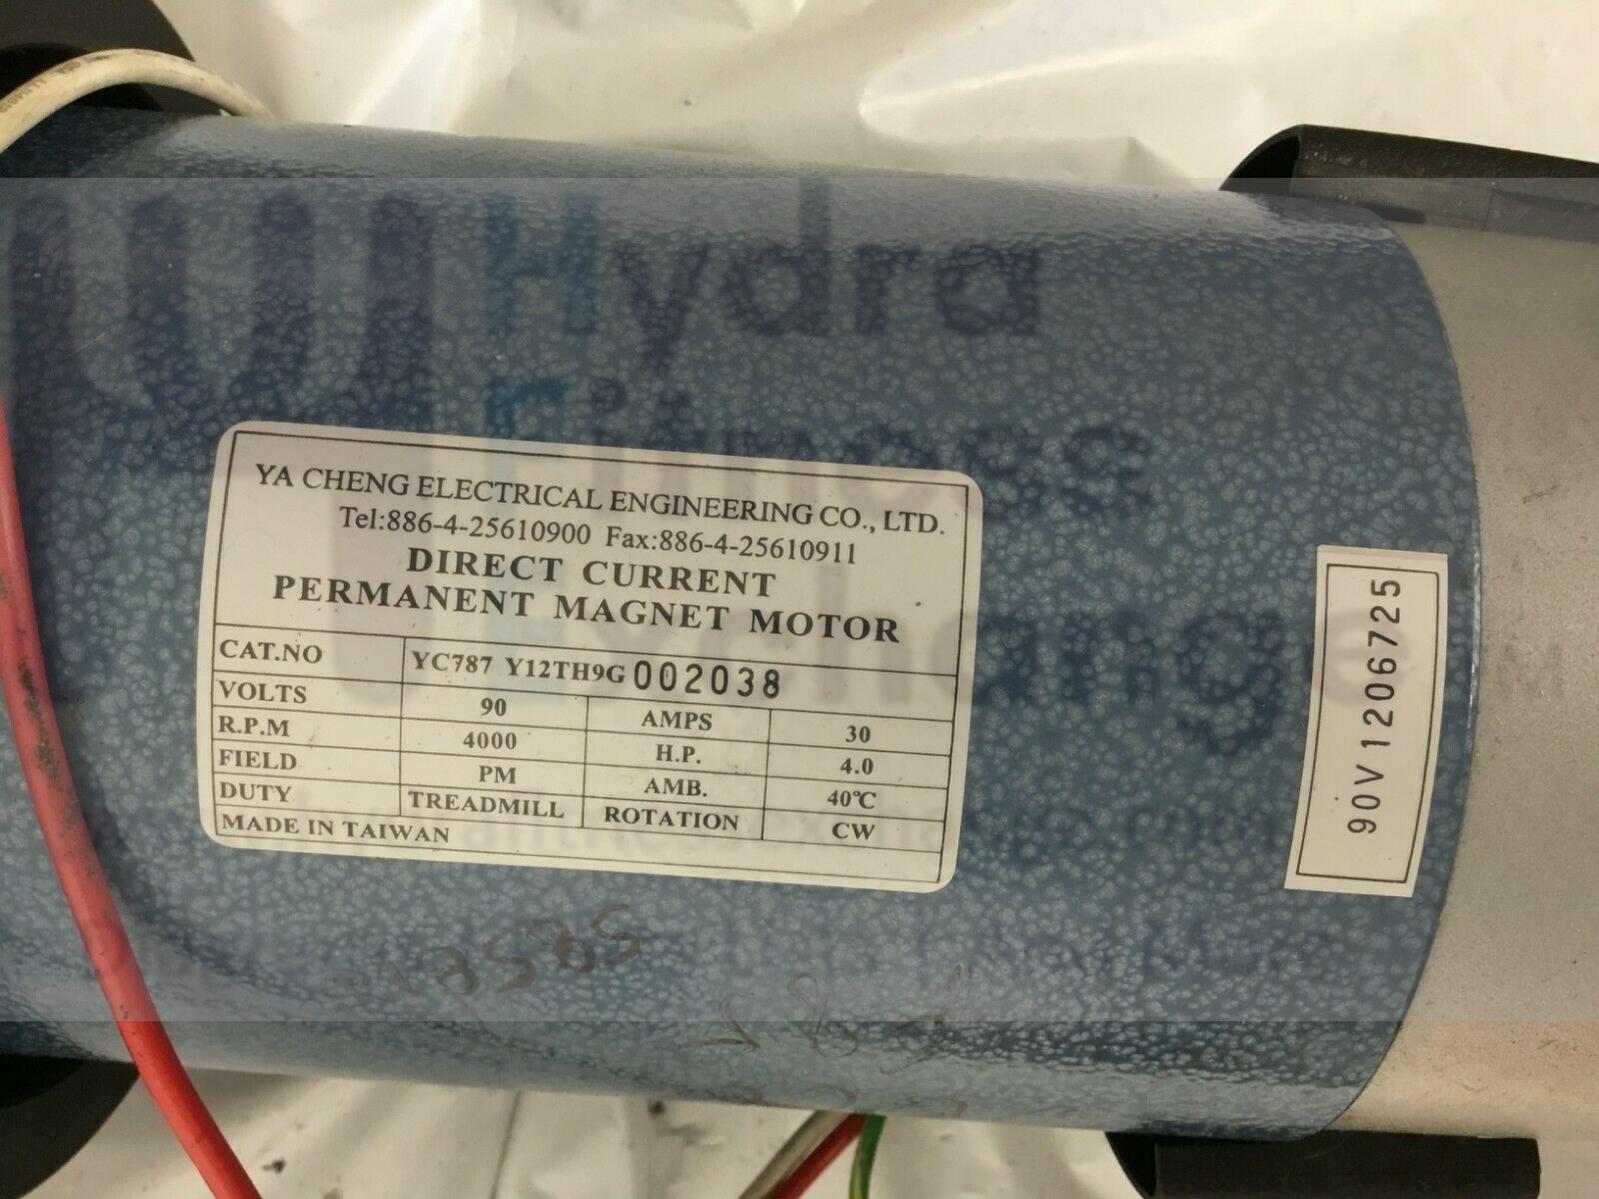 Hydra
Fitness
Exchange
YA CHENG ELECTRICAL ENGINEERING CO., LTD.
Tel:886-4-25610900 Fax:886-4-25610911
DIRECT CURRENT
PERMANENT MAGNET MOTOR
CAT.NO YC787 Y12TH9G 002038
VOLTS 90 AMPS 30
R.P.M 4000 H.P. 4.0
FIELD PM AMB. 40℃
DUTY TREADMILL ROTATION CW
MADE IN TAIWAN
90V1206725